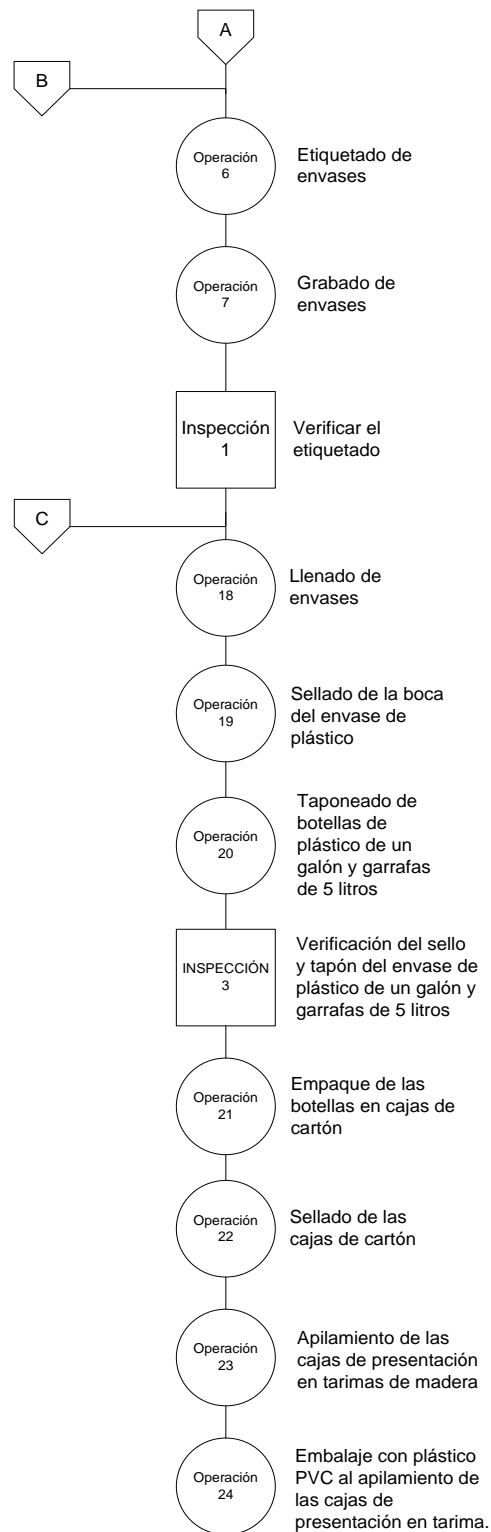 A
B
Operación
6
Etiquetado de
envases
Operación
7
Grabado de
envases
Inspección
1
Verificar el
etiquetado
C
Operación
18
Llenado de
envases
Operación
19
Sellado de la boca
del envase de
plástico
Operación
20
Taponeado de
botellas de
plástico de un
galón y garrafas
de 5 litros
INSPECCIÓN
3
Verificación del sello
y tapón del envase de
plástico de un galón y
garrafas de 5 litros
Operación
21
Empaque de las
botellas en cajas de
cartón
Operación
22
Sellado de las
cajas de cartón
Operación
23
Apilamiento de las
cajas de presentación
en tarimas de madera
Operación
24
Embalaje con plástico
PVC al apilamiento de
las cajas de
presentación en tarima.